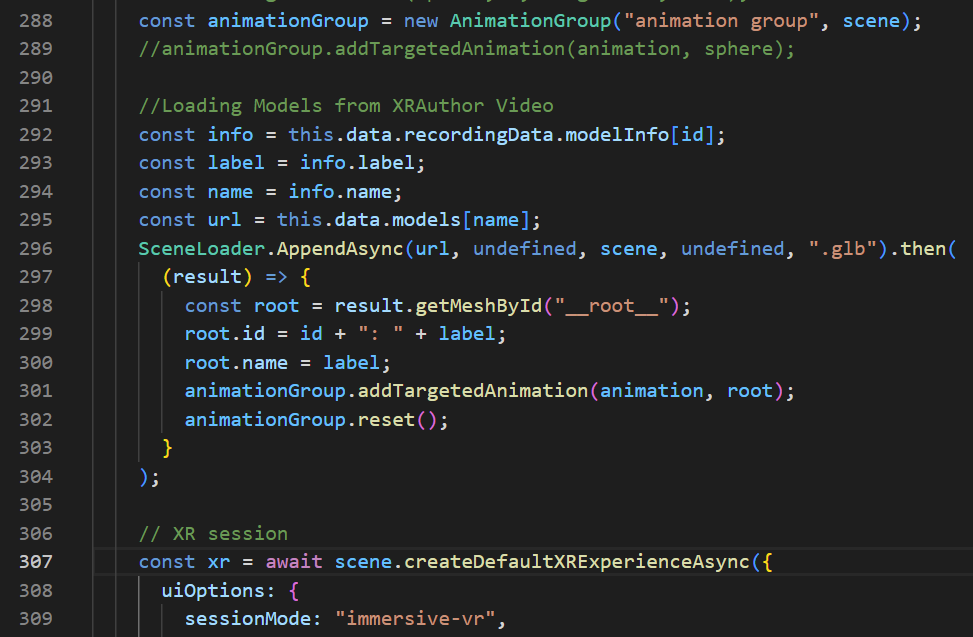 288 const animationGroup = new AnimationGroup("animation group", scene);
289 //animationGroup.addTargetedAnimation(animation, sphere);
290
291 //Loading Models from XRAuthor Video
292 const info = this.data.recordingData.modelInfo[id];
293 const label = info.label;
294 const name = info.name;
295 const url = this.data.models[name];
296 SceneLoader.AppendAsync(url, undefined, scene, undefined, ".glb").then(
297 (result) => {
298 const root = result.getMeshById("__root__");
299 root.id = id + ": " + label;
300 root.name = label;
301 animationGroup.addTargetedAnimation(animation, root);
302 animationGroup.reset();
303 }
304 );
305
306 // XR session
307 const xr = await scene.createDefaultXRExperienceAsync({
308 uiOptions: {
309 sessionMode: "immersive-vr",